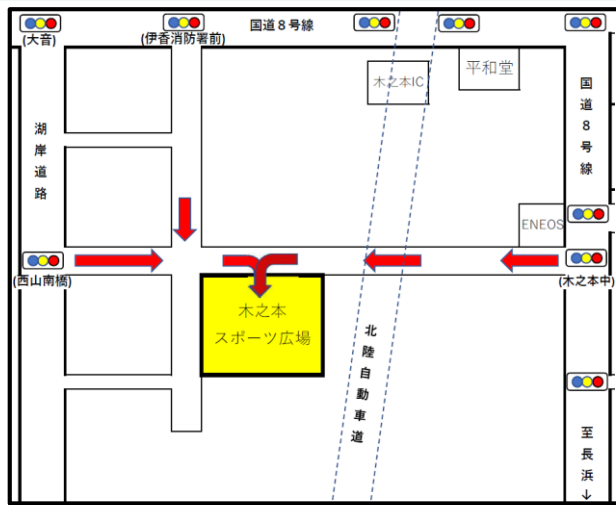 国道８号線
(大音)
(伊香消防署前)
平和堂
木之本IC
国道８号線
湖岸道路
ENEOS
(西山南橋)
(木之本中)
木之本
スポーツ広場
北陸自動車道
至長浜↓